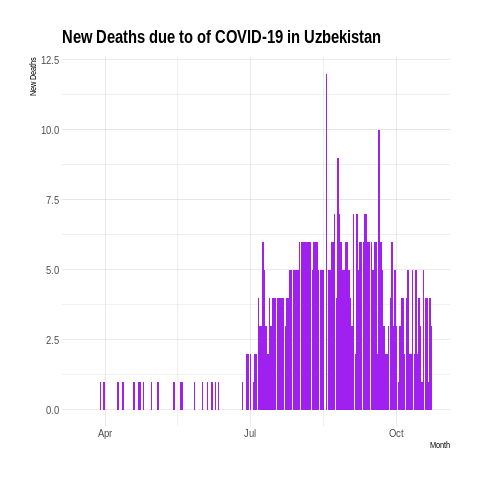 New Deaths due to of COVID-19 in Uzbekistan
New Deaths
12.5
10.0
7.5
5.0
2.5
0.0
Apr
Jul
Oct
Month